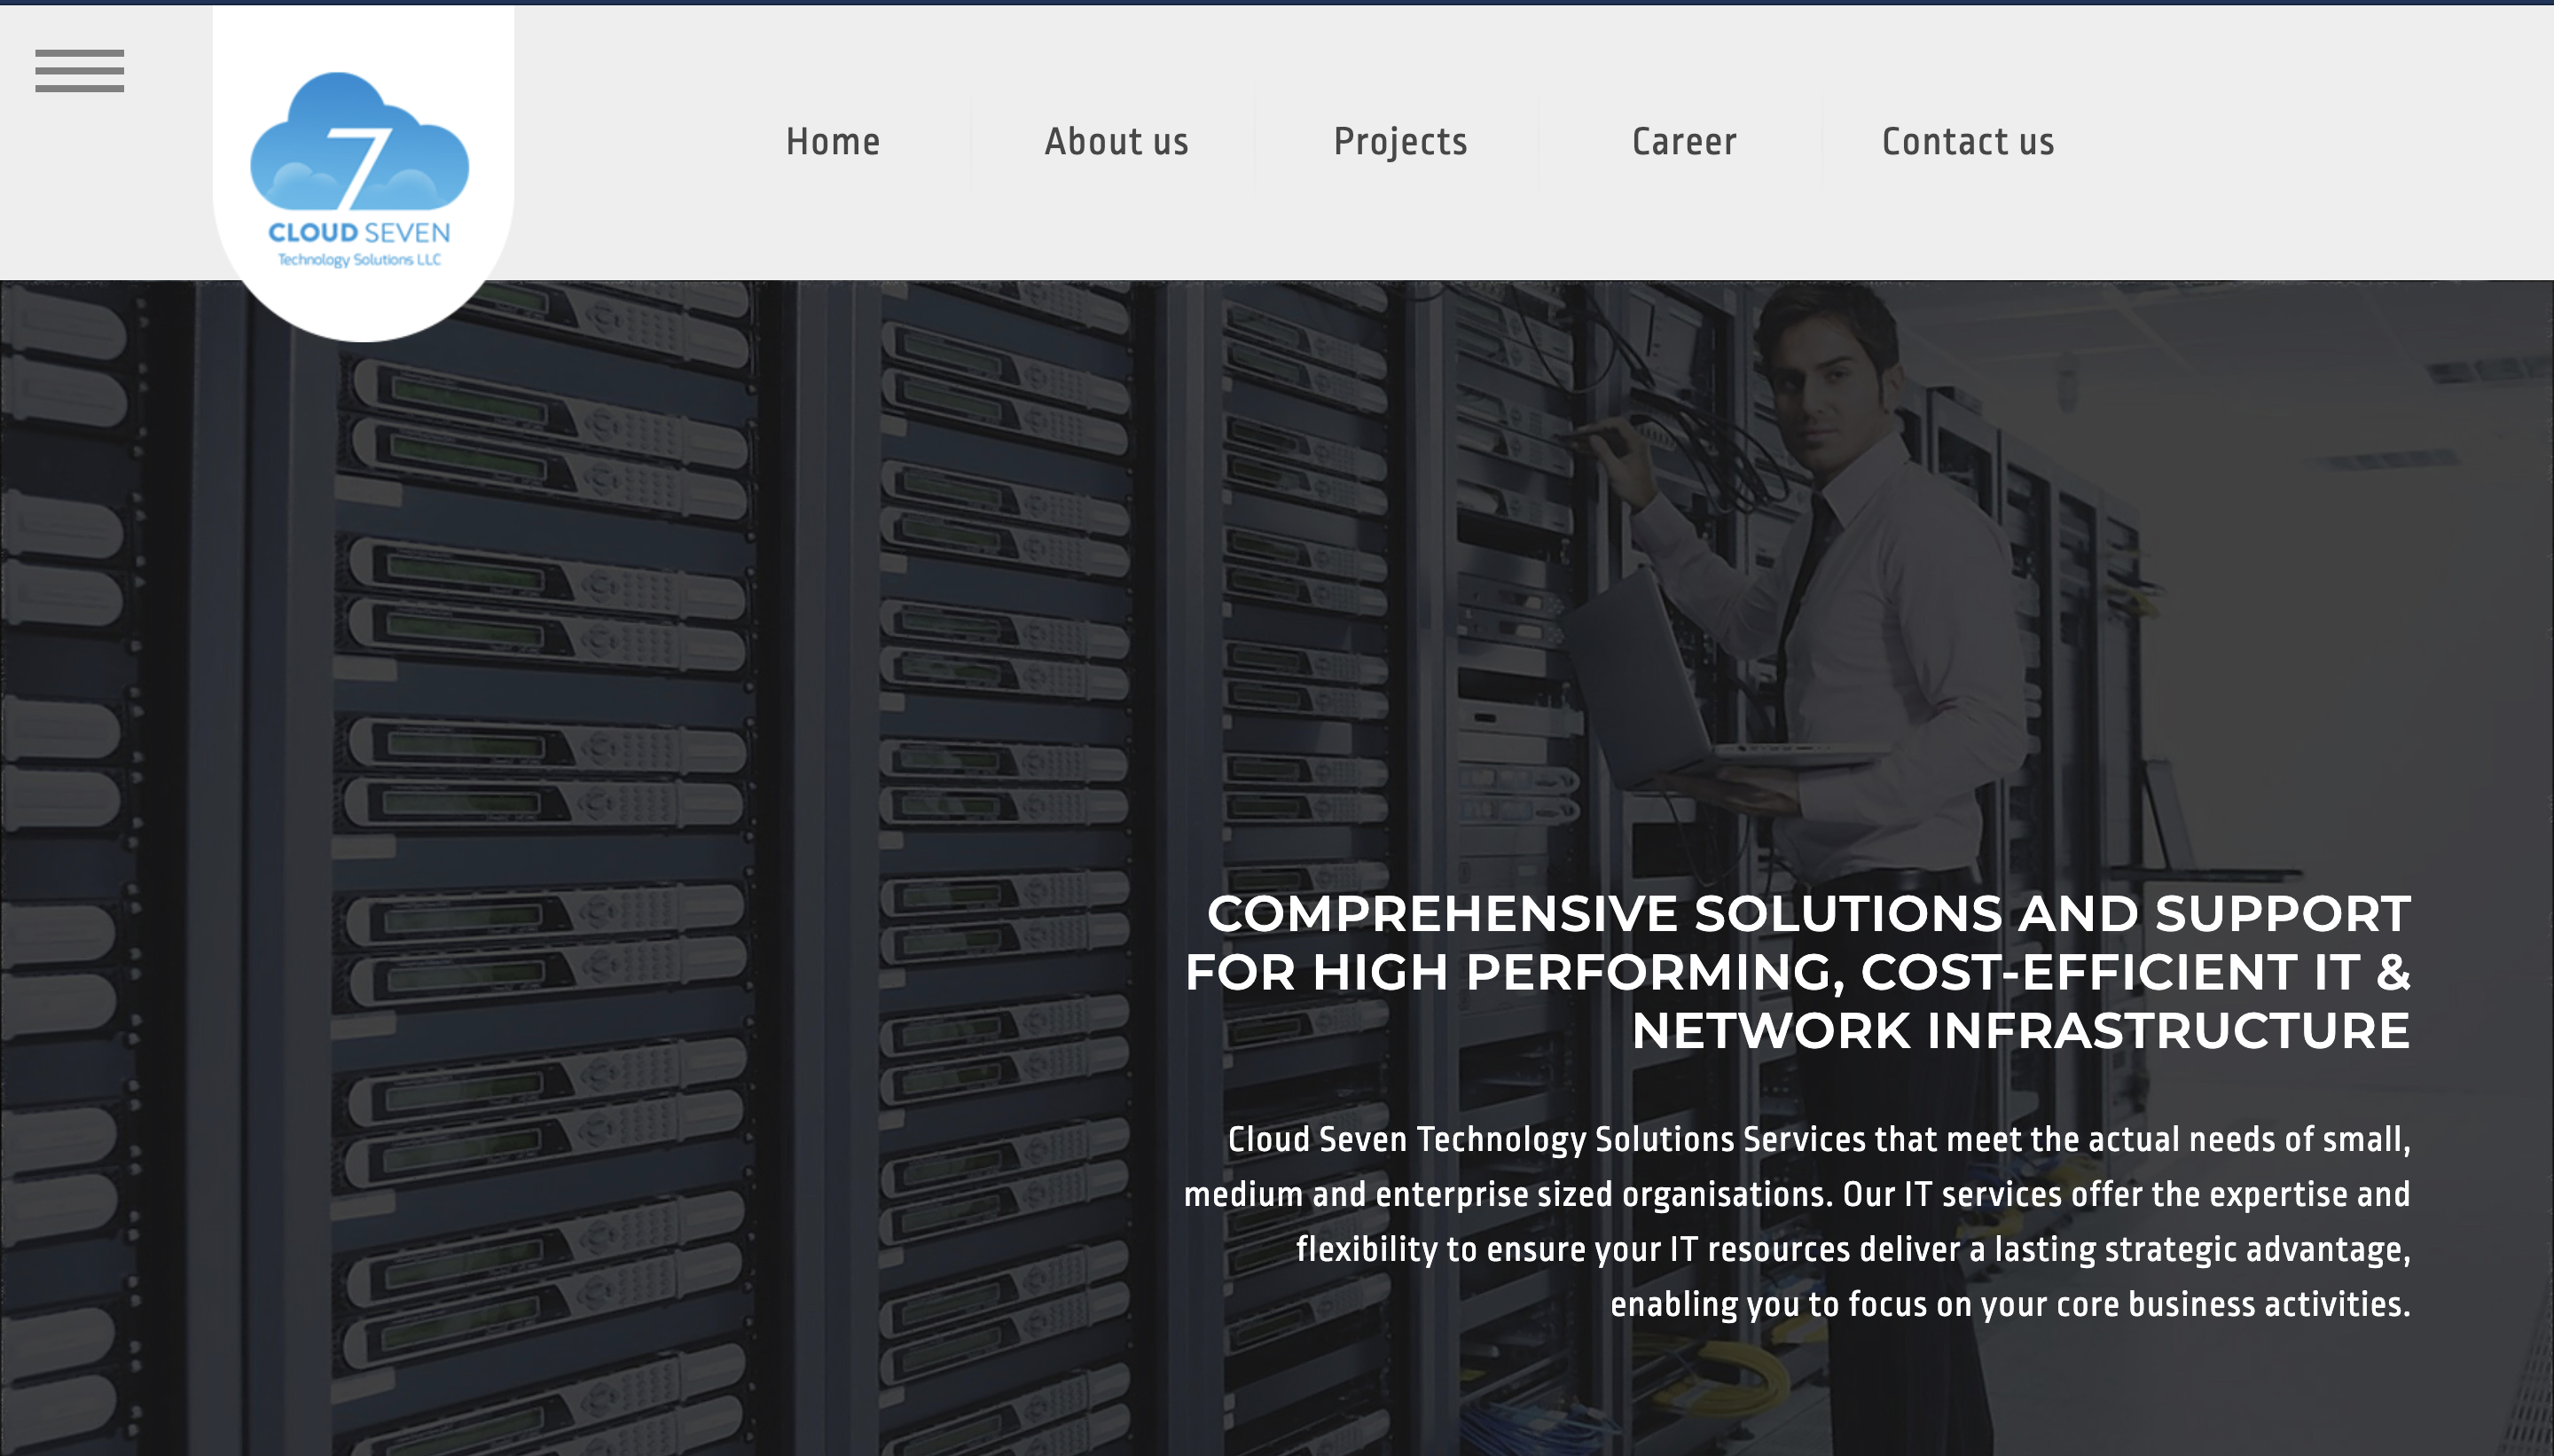 7
CLOUD SEVEN
Technology Solutions LLC
Home
About us
Projects
Career
Contact us
COMPREHENSIVE SOLUTIONS AND SUPPORT
FOR HIGH PERFORMING, COST-EFFICIENT IT &
NETWORK INFRASTRUCTURE
Cloud Seven Technology Solutions Services that meet the actual needs of small,
medium and enterprise sized organisations. Our IT services offer the expertise and
flexibility to ensure your IT resources deliver a lasting strategic advantage,
enabling you to focus on your core business activities.